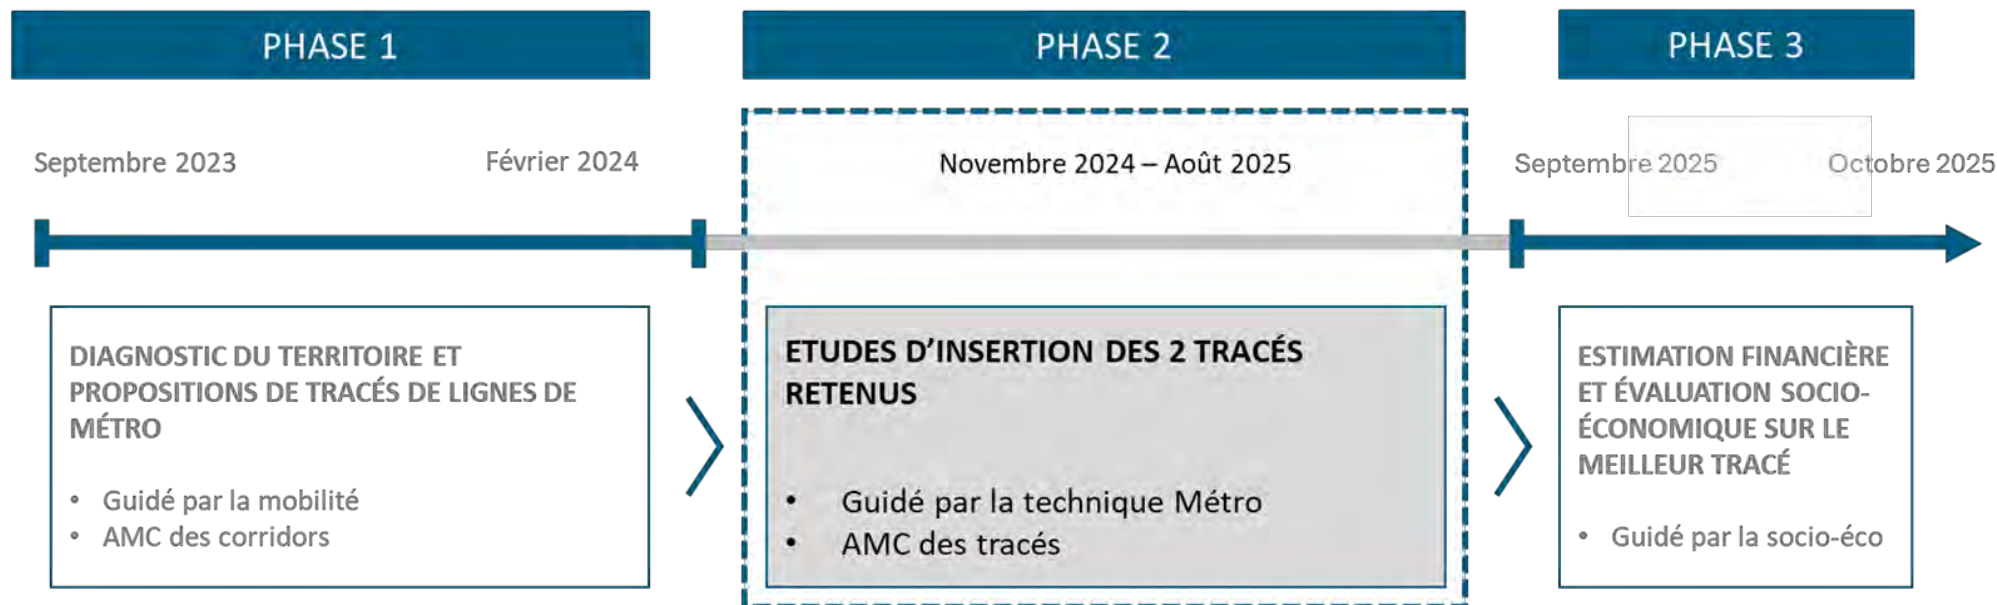 PHASE 1
PHASE 2
PHASE 3
Septembre 2023
Février 2024
Novembre 2024 – Août 2025
Septembre 2025
Octobre 2025
DIAGNOSTIC DU TERRITOIRE ET
PROPOSITIONS DE TRACÉS DE LIGNES DE
MÉTRO
• Guidé par la mobilité
• AMC des corridors
ETUDES D’INSERTION DES 2 TRACÉS
RETENUS
• Guidé par la technique Métro
• AMC des tracés
ESTIMATION FINANCIÈRE
ET ÉVALUATION SOCIO-
ÉCONOMIQUE SUR LE
MEILLEUR TRACÉ
• Guidé par la socio-éco